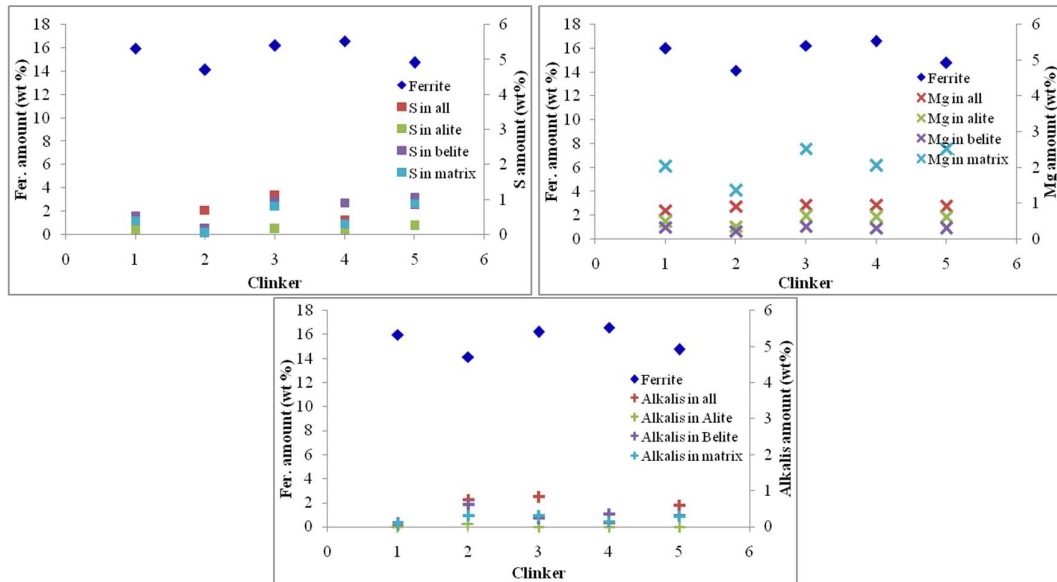 18
16
14
12
10
8
6
4
2
0
Fer. amount (wt %)
6
5
4
3
2
1
0
S amount (wt%)
Ferrite
S in all
S in alite
S in belite
S in matrix
0 1 2 3 4 5 6
Clinker
18
16
14
12
10
8
6
4
2
0
Fer. amount (wt %)
6
5
4
3
2
1
0
Mg amount (wt%)
Ferrite
Mg in all
Mg in alite
Mg in belite
Mg in matrix
0 1 2 3 4 5 6
Clinker
18
16
14
12
10
8
6
4
2
0
Fer. amount (wt %)
6
5
4
3
2
1
0
Alkalis amount (wt%)
Ferrite
Alkalis in all
Alkalis in Alite
Alkalis in Belite
Alkalis in matrix
0 1 2 3 4 5 6
Clinker